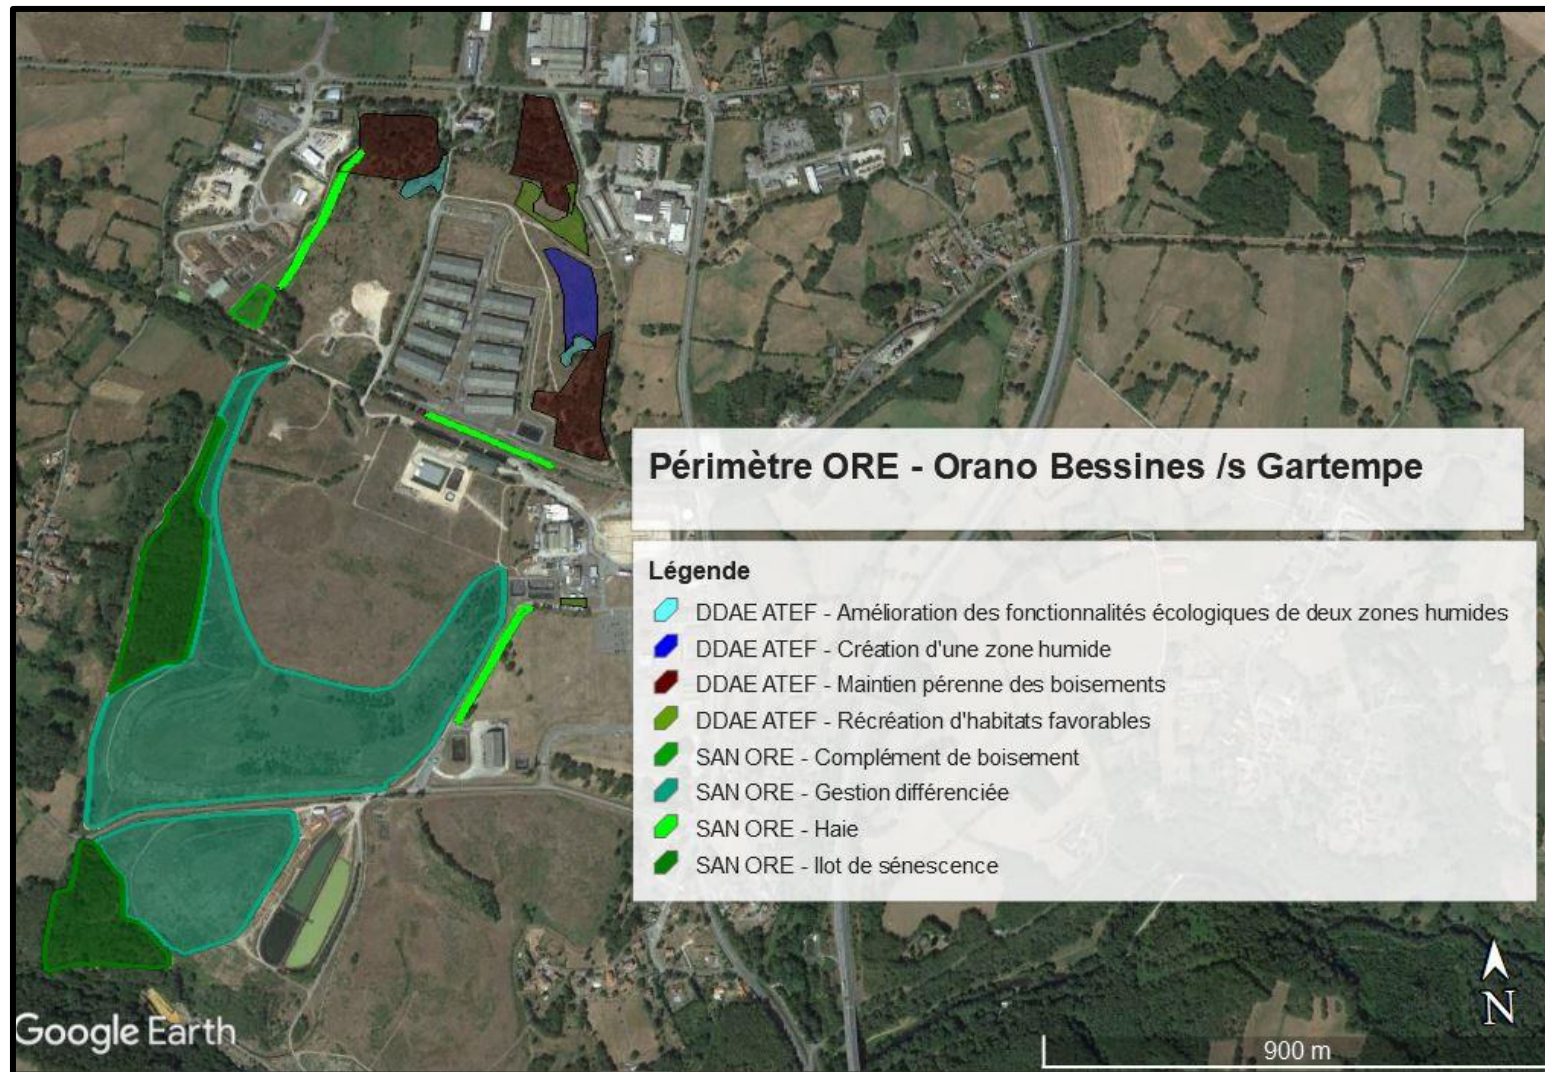 Périmètre ORE - Orano Bessines /s Gartempe
Légende
DDAE ATEF - Amélioration des fonctionnalités écologiques de deux zones humides
DDAE ATEF - Création d'une zone humide
DDAE ATEF - Maintien pérenne des boisements
DDAE ATEF - Récréation d'habitats favorables
SAN ORE - Complément de boisement
SAN ORE - Gestion différenciée
SAN ORE - Haie
SAN ORE - Ilot de sénescence
N
Google Earth
900 m